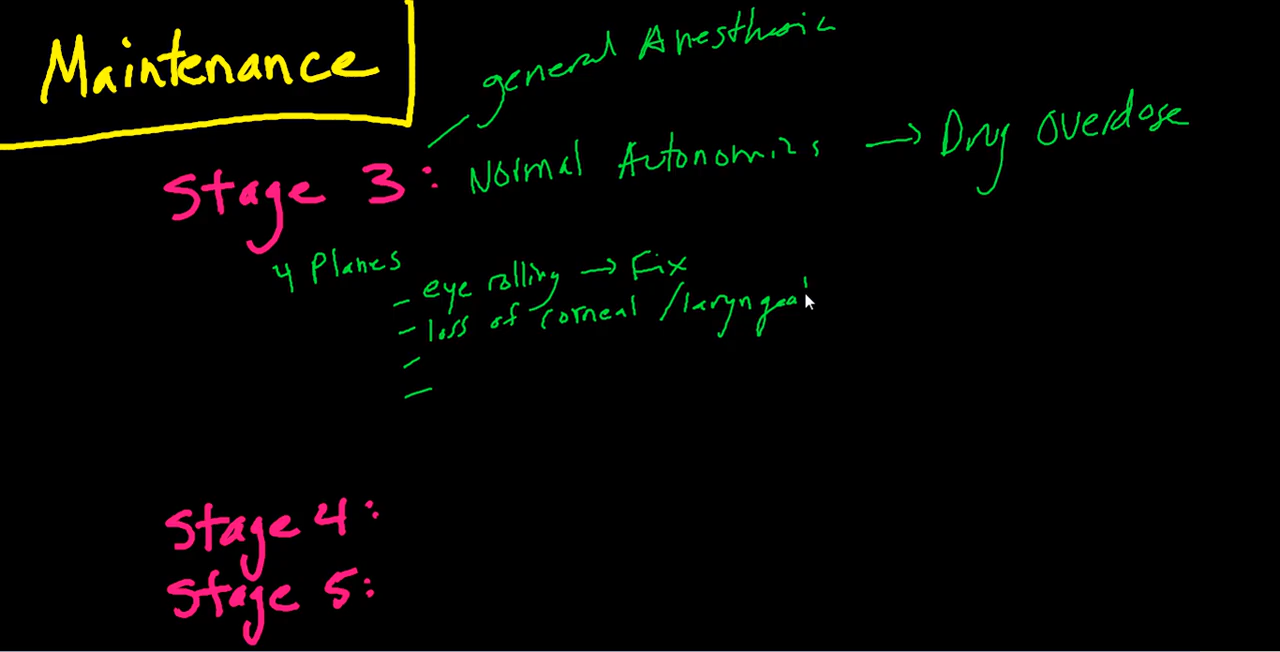 Maintenance
general Anesthesia
Stage 3: Normal Autonomics → Drug Overdose
4 Planes
- eye rolling → Fix
- loss of corneal /laryngeal
-
-
Stage 4:
Stage 5: